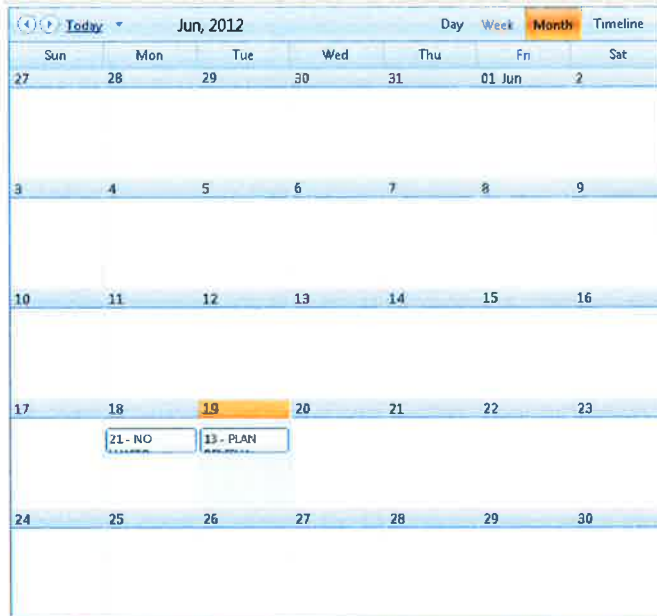 Today Jun, 2012 Day Week Month Timeline
Sun Mon Tue Wed Thu Fri Sat
27 28 29 30 31 01 Jun 2
3 4 5 6 7 8 9
10 11 12 13 14 15 16
17 18 19 20 21 22 23
21 - NO 13 - PLAN
24 25 26 27 28 29 30